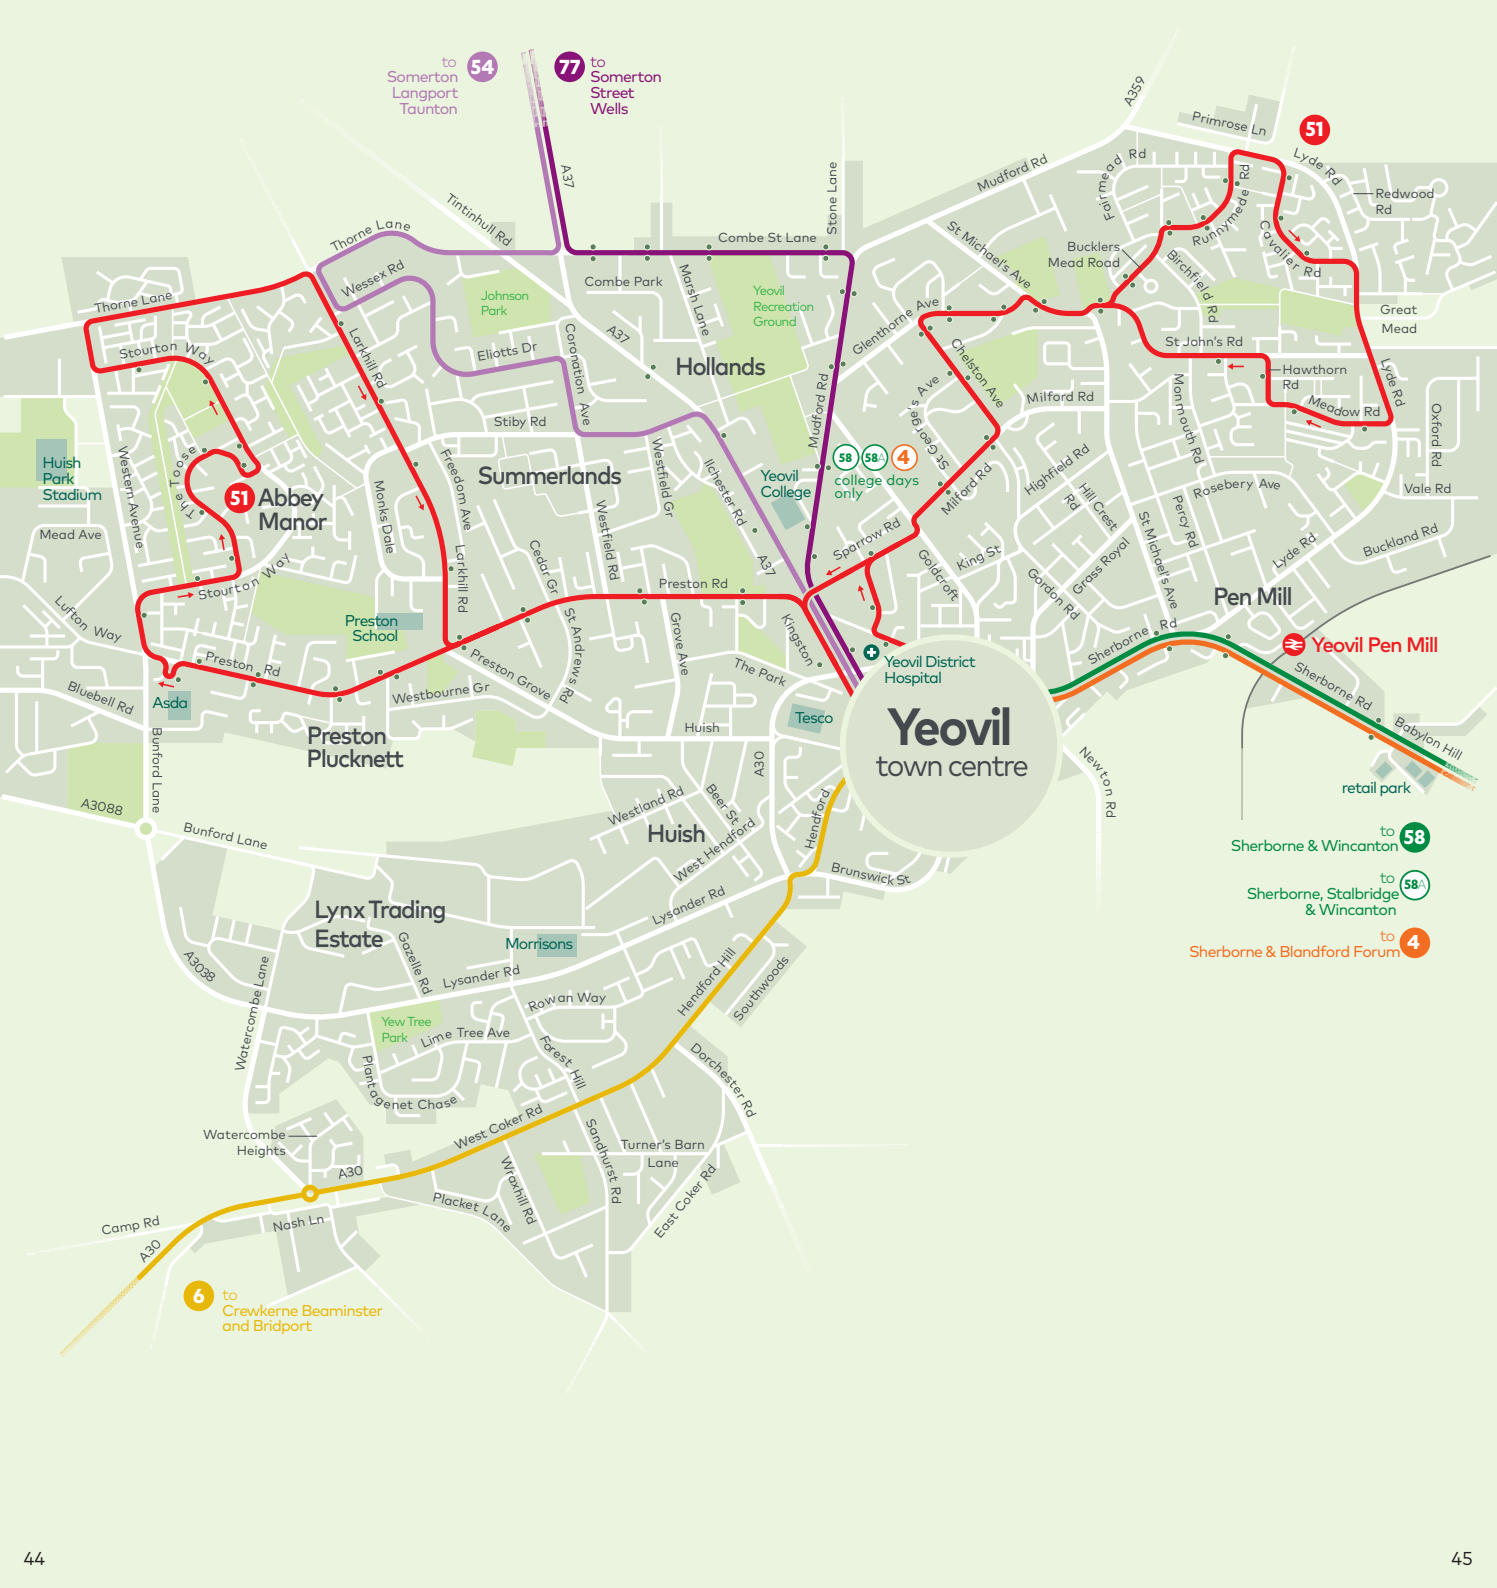 to
Somerton
Langport
Taunton
54
77
to
Somerton
Street
Wells
A37
Tintinhull Rd
Thorne Lane
Wessex Rd
Combe St Lane
Stone Lane
Combe Park
Marsh Lane
Johnson
Park
Yeovil
Recreation
Ground
A37
Eliotts Dr
Coronation Ave
Hollands
Mudford Rd
A359
Primrose Ln
51
Lyde Rd
Redwood
Rd
Fairmead Rd
Mudford Rd
St Michael's Ave
Bucklers
Mead Road
Runnymede Rd
Cavalier Rd
Birchfield Rd
Great
Mead
Glenthorne Ave
Chelston Ave
St George's Ave
St John's Rd
Hawthorn
Rd
Meadow Rd
Lyde Rd
Milford Rd
Monmouth Rd
Oxford Rd
Vale Rd
Rosebery Ave
Percy Rd
Buckland Rd
Lyde Rd
Highfield Rd
Hill Crest
Rd
Milford Rd
St Michael's Ave
Grass Royal
Gordon Rd
King St
Goldcroft
Sparrow Rd
58
58A
4
college days
only
Yeovil
College
Thorne Lane
Stourton Way
Larkhill Rd
Huish
Park
Stadium
Western Avenue
The Toose
51
Abbey
Manor
Mead Ave
Stourton Way
Lufton Way
Monks Dale
Freedom Ave
Larkhill Rd
Stiby Rd
Summerlands
Westfield Gr
Westfield Rd
Ilchester Rd
A37
Cedar Gr
Preston Rd
St Andrews Rd
Grove Ave
Kingston
The Park
Preston
School
Preston Rd
Preston Grove
Westbourne Gr
Bluebell Rd
Asda
Preston
Plucknett
Bunford Lane
Huish
Tesco
A30
Yeovil District
Hospital
Yeovil
town centre
Pen Mill
Sherborne Rd
Yeovil Pen Mill
Sherborne Rd
Babylon Hill
retail park
Newton Rd
to
Sherborne & Wincanton
58
to
Sherborne, Stalbridge
& Wincanton
58A
to
Sherborne & Blandford Forum
4
A3088
Bunford Lane
Westland Rd
Beer St
Huish
West Hendford
Hendford
Brunswick St
Lysander Rd
Lynx Trading
Estate
Morrisons
Gazelle Rd
Lysander Rd
A3038
Watercombe Lane
Hendford Hill
Southwoods
Rowan Way
Yew Tree
Park
Lime Tree Ave
Forest Hill
Plantagenet Chase
Dorchester Rd
West Coker Rd
Watercombe
Heights
A30
Sandhurst Rd
Turner's Barn
Lane
Wraxhill Rd
East Coker Rd
Placket Lane
Nash Ln
Camp Rd
A30
6
to
Crewkerne Beaminster
and Bridport
44
45